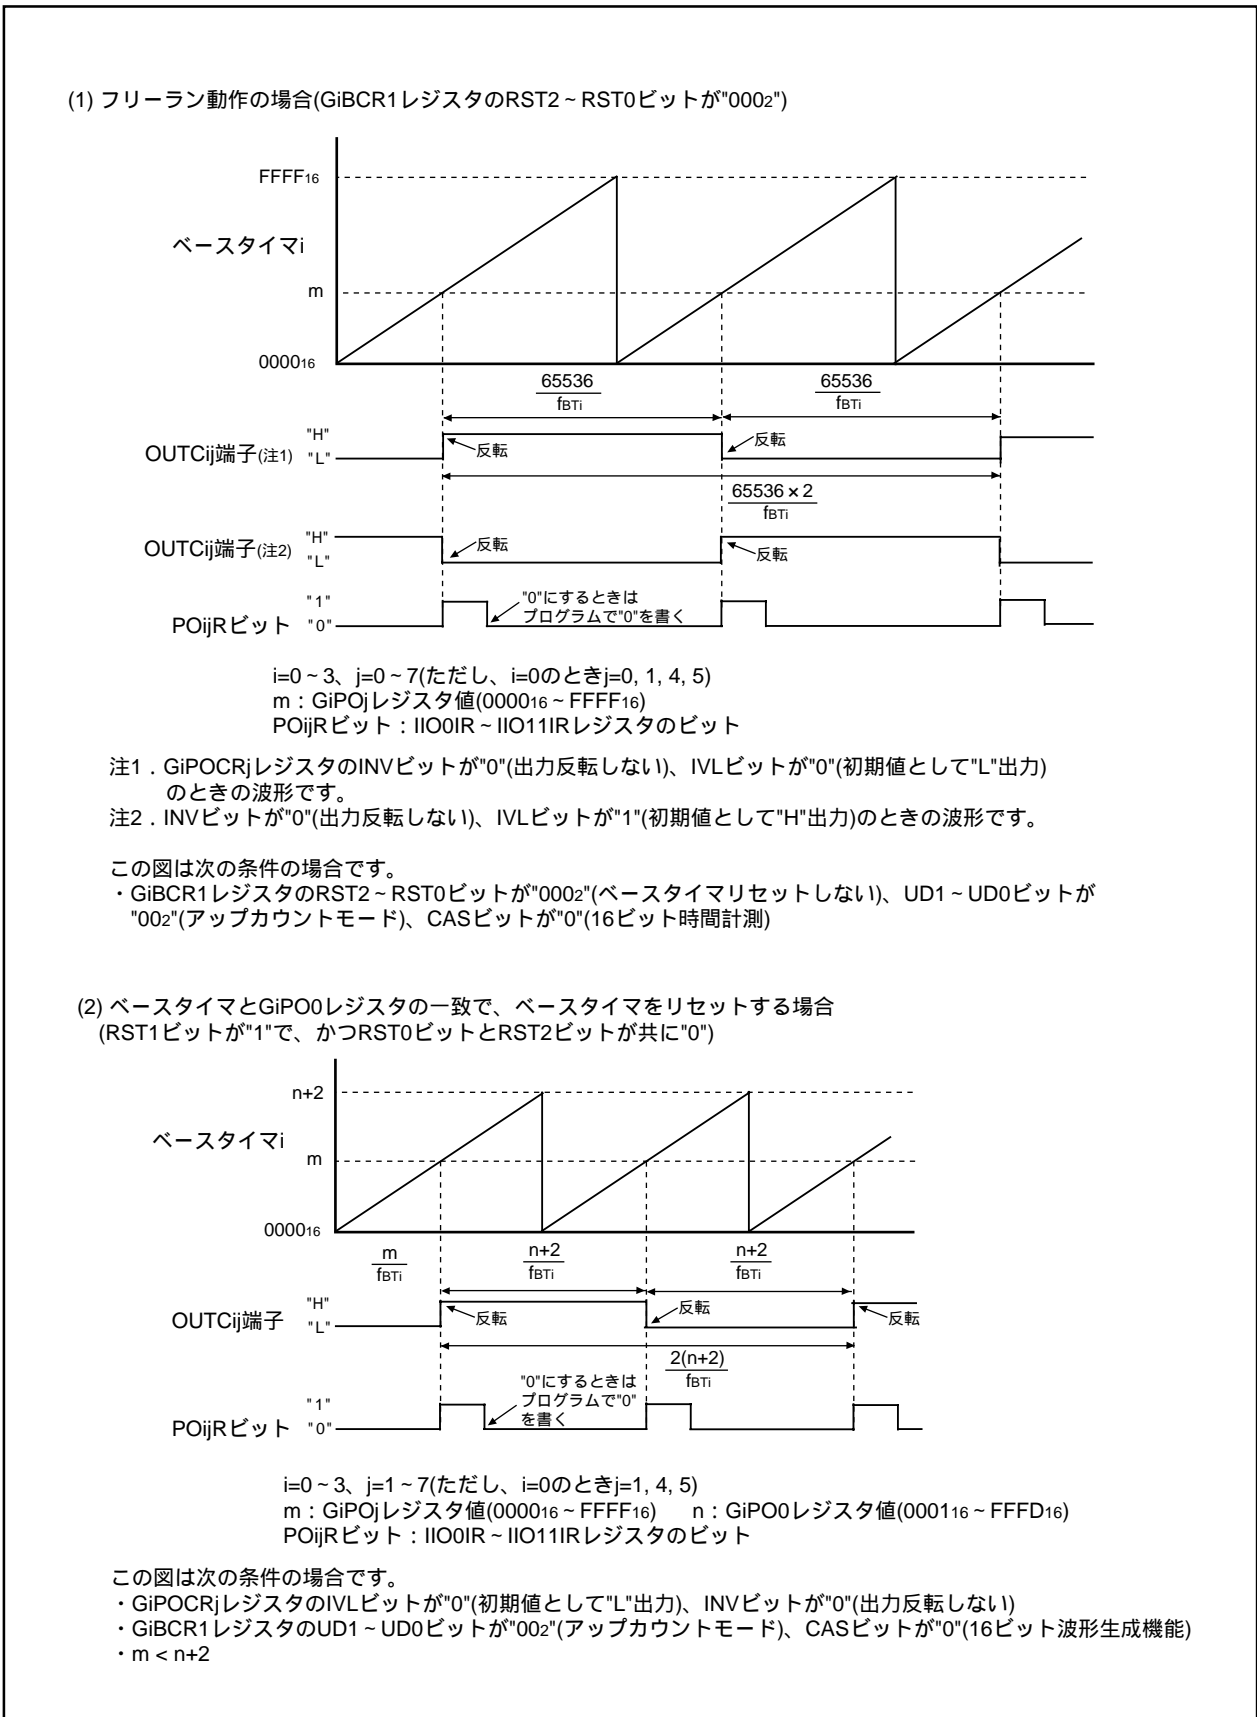 (1) フリーラン動作の場合(GiBCR1レジスタのRST2～RST0ビットが"0002")
FFFF16
ベースタイマi
m
000016
65536
fBTi
65536
fBTi
"H"
OUTCij端子(注1)
"L"
反転
反転
65536×2
fBTi
"H"
OUTCij端子(注2)
"L"
反転
反転
"1"
POijRビット "0"
"0"にするときは
プログラムで"0"を書く
i=0～3、j=0～7(ただし、i=0のときj=0, 1, 4, 5)
m：GiPOjレジスタ値(000016～FFFF16)
POijRビット：IIO0IR～IIO11IRレジスタのビット
注1．GiPOCRjレジスタのINVビットが"0"(出力反転しない)、IVLビットが"0"(初期値として"L"出力)
のときの波形です。
注2．INVビットが"0"(出力反転しない)、IVLビットが"1"(初期値として"H"出力)のときの波形です。
この図は次の条件の場合です。
・GiBCR1レジスタのRST2～RST0ビットが"0002"(ベースタイマリセットしない)、UD1～UD0ビットが
"002"(アップカウントモード)、CASビットが"0"(16ビット時間計測)
(2) ベースタイマとGiPO0レジスタの一致で、ベースタイマをリセットする場合
(RST1ビットが"1"で、かつRST0ビットとRST2ビットが共に"0")
n+2
ベースタイマi
m
000016
m
fBTi
n+2
fBTi
n+2
fBTi
"H"
OUTCij端子
"L"
反転
反転
反転
2(n+2)
fBTi
"1"
POijRビット "0"
"0"にするときは
プログラムで"0"
を書く
i=0～3、j=1～7(ただし、i=0のときj=1, 4, 5)
m：GiPOjレジスタ値(000016～FFFF16) n：GiPO0レジスタ値(000116～FFFD16)
POijRビット：IIO0IR～IIO11IRレジスタのビット
この図は次の条件の場合です。
・GiPOCRjレジスタのIVLビットが"0"(初期値として"L"出力)、INVビットが"0"(出力反転しない)
・GiBCR1レジスタのUD1～UD0ビットが"002"(アップカウントモード)、CASビットが"0"(16ビット波形生成機能)
・m < n+2